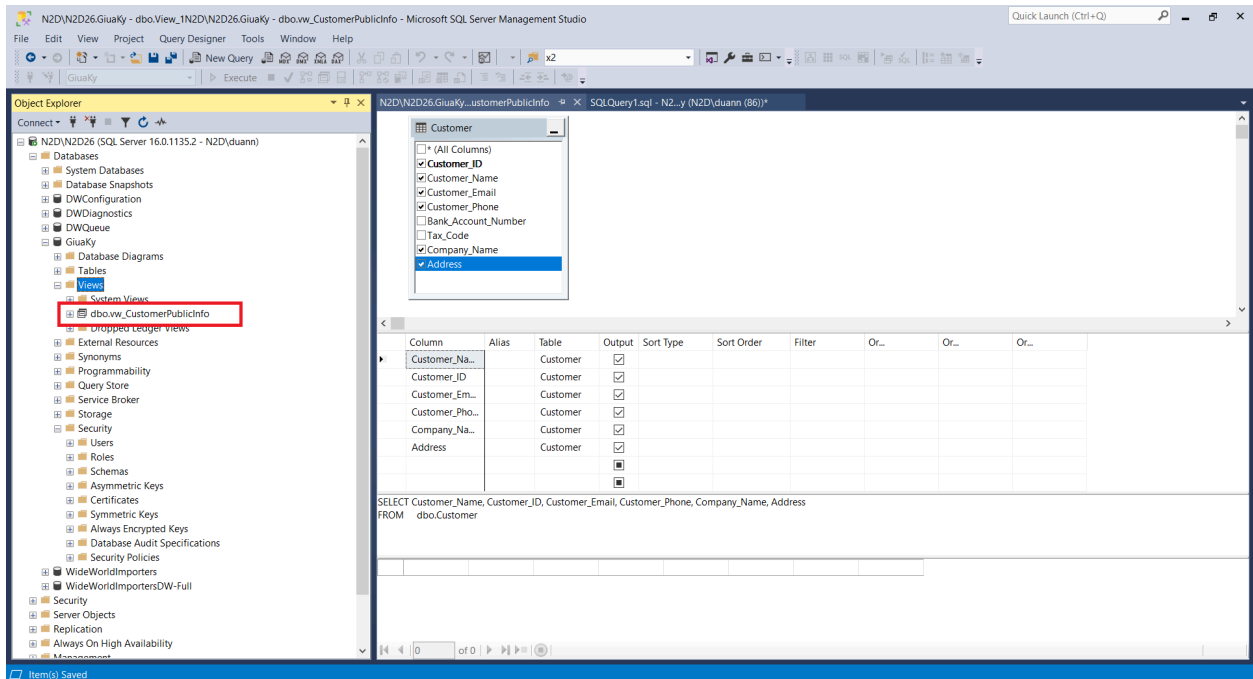 N2D\N2D26.GiuaKy - dbo.View_1N2D\N2D26.GiuaKy - dbo.vw_CustomerPublicInfo - Microsoft SQL Server Management Studio
Quick Launch (Ctrl+Q)
File Edit View Project Query Designer Tools Window Help
New Query x2
GiuaKy Execute
Object Explorer
N2D\N2D26.GiuaKy...ustomerPublicInfo SQLQuery1.sql - N2...y (N2D\duann (86))*
Connect
N2D\N2D26 (SQL Server 16.0.1135.2 - N2D\duann)
Databases
System Databases
Database Snapshots
DWConfiguration
DWDiagnostics
DWQueue
GiuaKy
Database Diagrams
Tables
Views
System Views
dbo.vw_CustomerPublicInfo
Dropped Ledger Views
External Resources
Synonyms
Programmability
Query Store
Service Broker
Storage
Security
Users
Roles
Schemas
Asymmetric Keys
Certificates
Symmetric Keys
Always Encrypted Keys
Database Audit Specifications
Security Policies
WideWorldImporters
WideWorldImportersDW-Full
Security
Server Objects
Replication
Always On High Availability
Management
Customer
* (All Columns)
Customer_ID
Customer_Name
Customer_Email
Customer_Phone
Bank_Account_Number
Tax_Code
Company_Name
Address
Column Alias Table Output Sort Type Sort Order Filter Or... Or... Or...
Customer_Na... Customer
Customer_ID Customer
Customer_Em... Customer
Customer_Pho... Customer
Company_Na... Customer
Address Customer
SELECT Customer_Name, Customer_ID, Customer_Email, Customer_Phone, Company_Name, Address
FROM dbo.Customer
0 of 0
Item(s) Saved